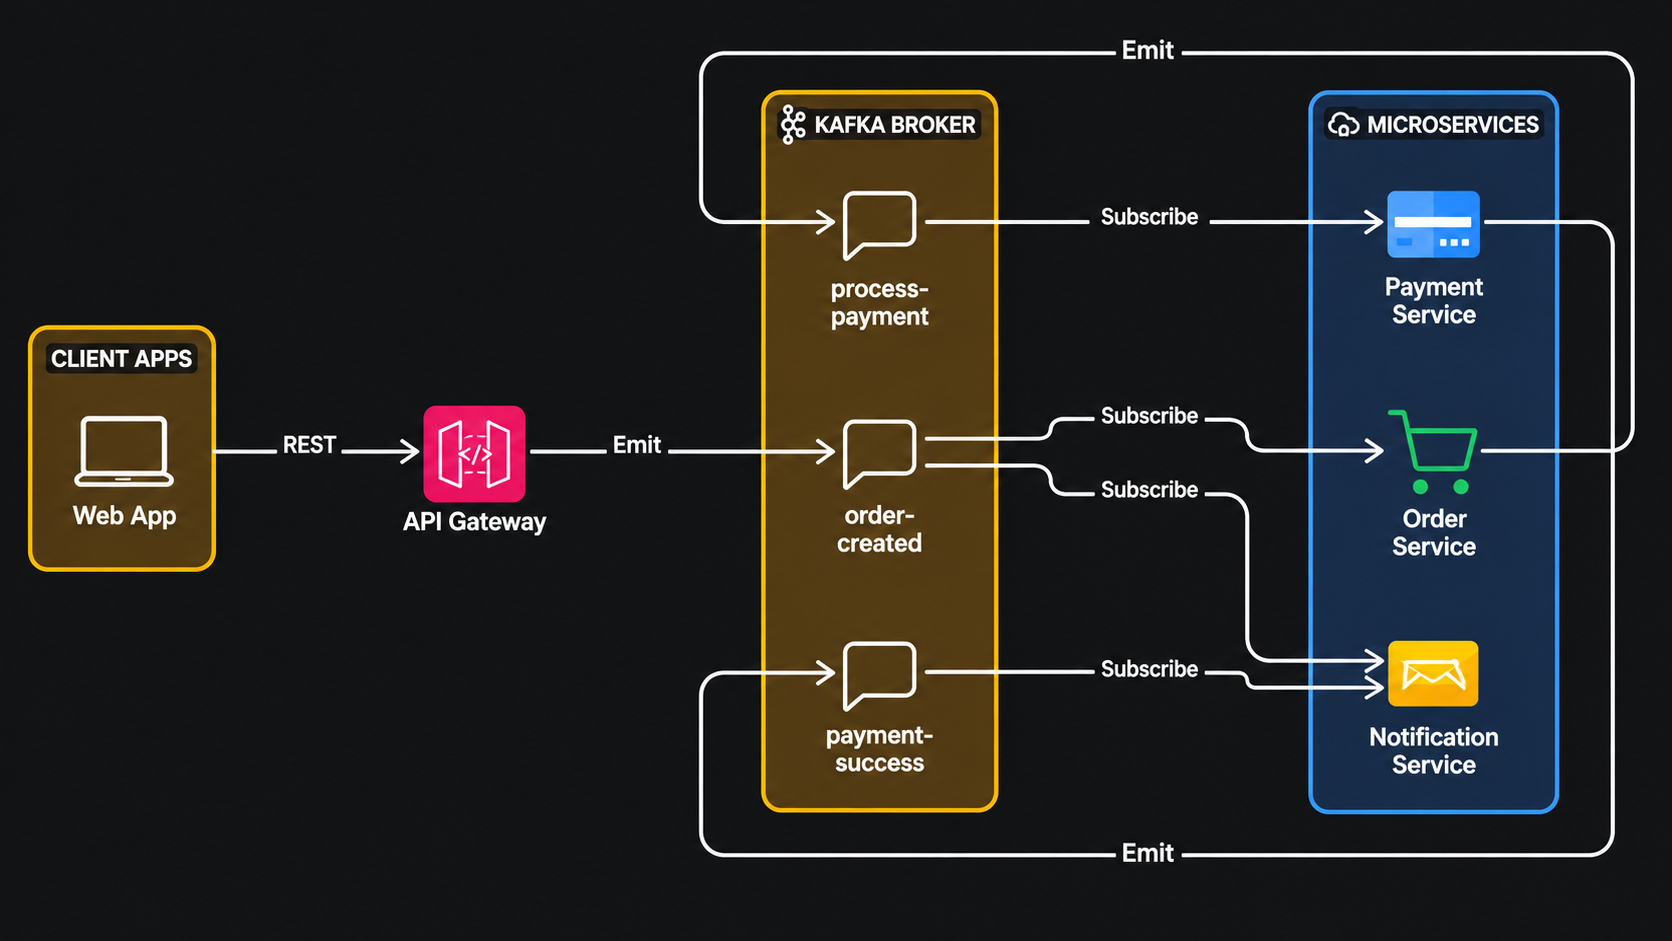 Emit
KAFKA BROKER
MICROSERVICES
Subscribe
process-
payment
Payment
Service
CLIENT APPS
Web App
REST
</>
API Gateway
Emit
order-
created
Subscribe
Subscribe
Order
Service
payment-
success
Subscribe
Notification
Service
Emit